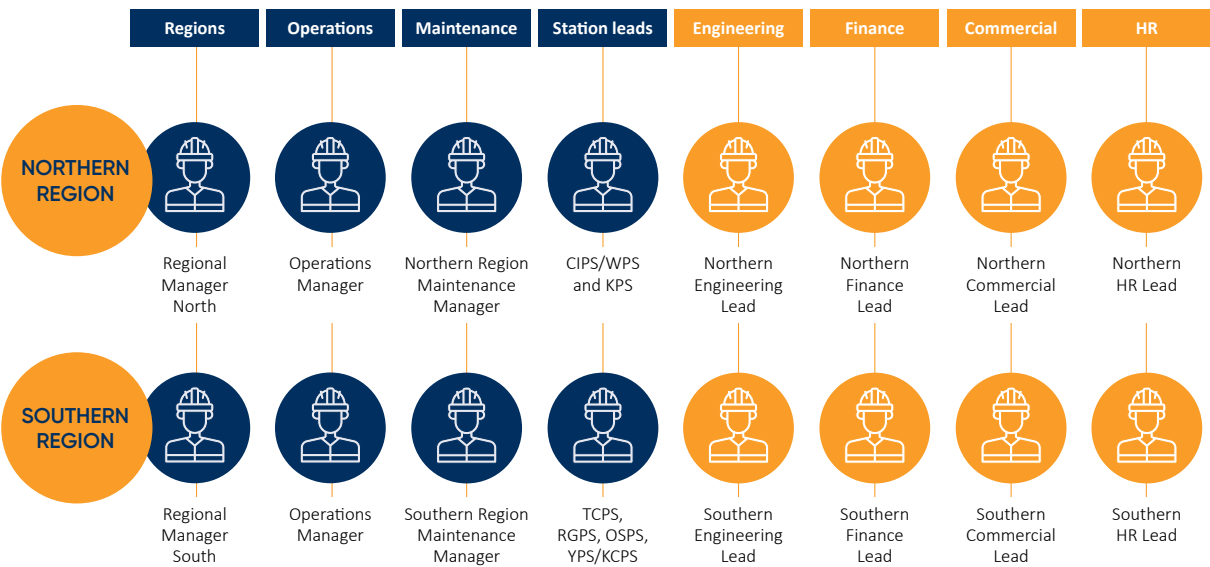 Regions
Operations
Maintenance
Station leads
Engineering
Finance
Commercial
HR
NORTHERN
REGION
Regional
Manager
North
Operations
Manager
Northern Region
Maintenance
Manager
CIPS/WPS
and KPS
Northern
Engineering
Lead
Northern
Finance
Lead
Northern
Commercial
Lead
Northern
HR Lead
SOUTHERN
REGION
Regional
Manager
South
Operations
Manager
Southern Region
Maintenance
Manager
TCPS,
RGPS, OSPS,
YPS/KCPS
Southern
Engineering
Lead
Southern
Finance
Lead
Southern
Commercial
Lead
Southern
HR Lead